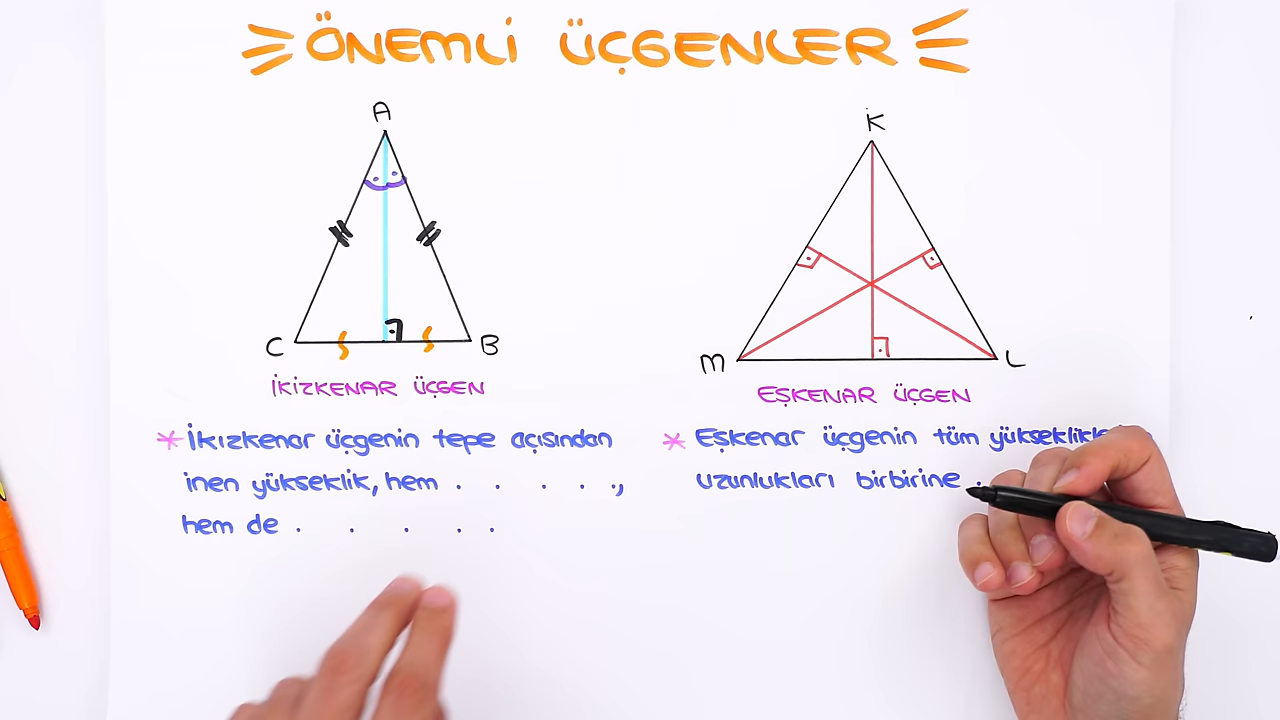 ÖNEMLİ ÜÇGENLER
A
K
C
B
M
L
İKİZKENAR ÜÇGEN
EŞKENAR ÜÇGEN
* İkizkenar üçgenin tepe açısından
inen yükseklik, hem . . . . .,
hem de . . . . .
* Eşkenar üçgenin tüm
uzunlukları birbirine .